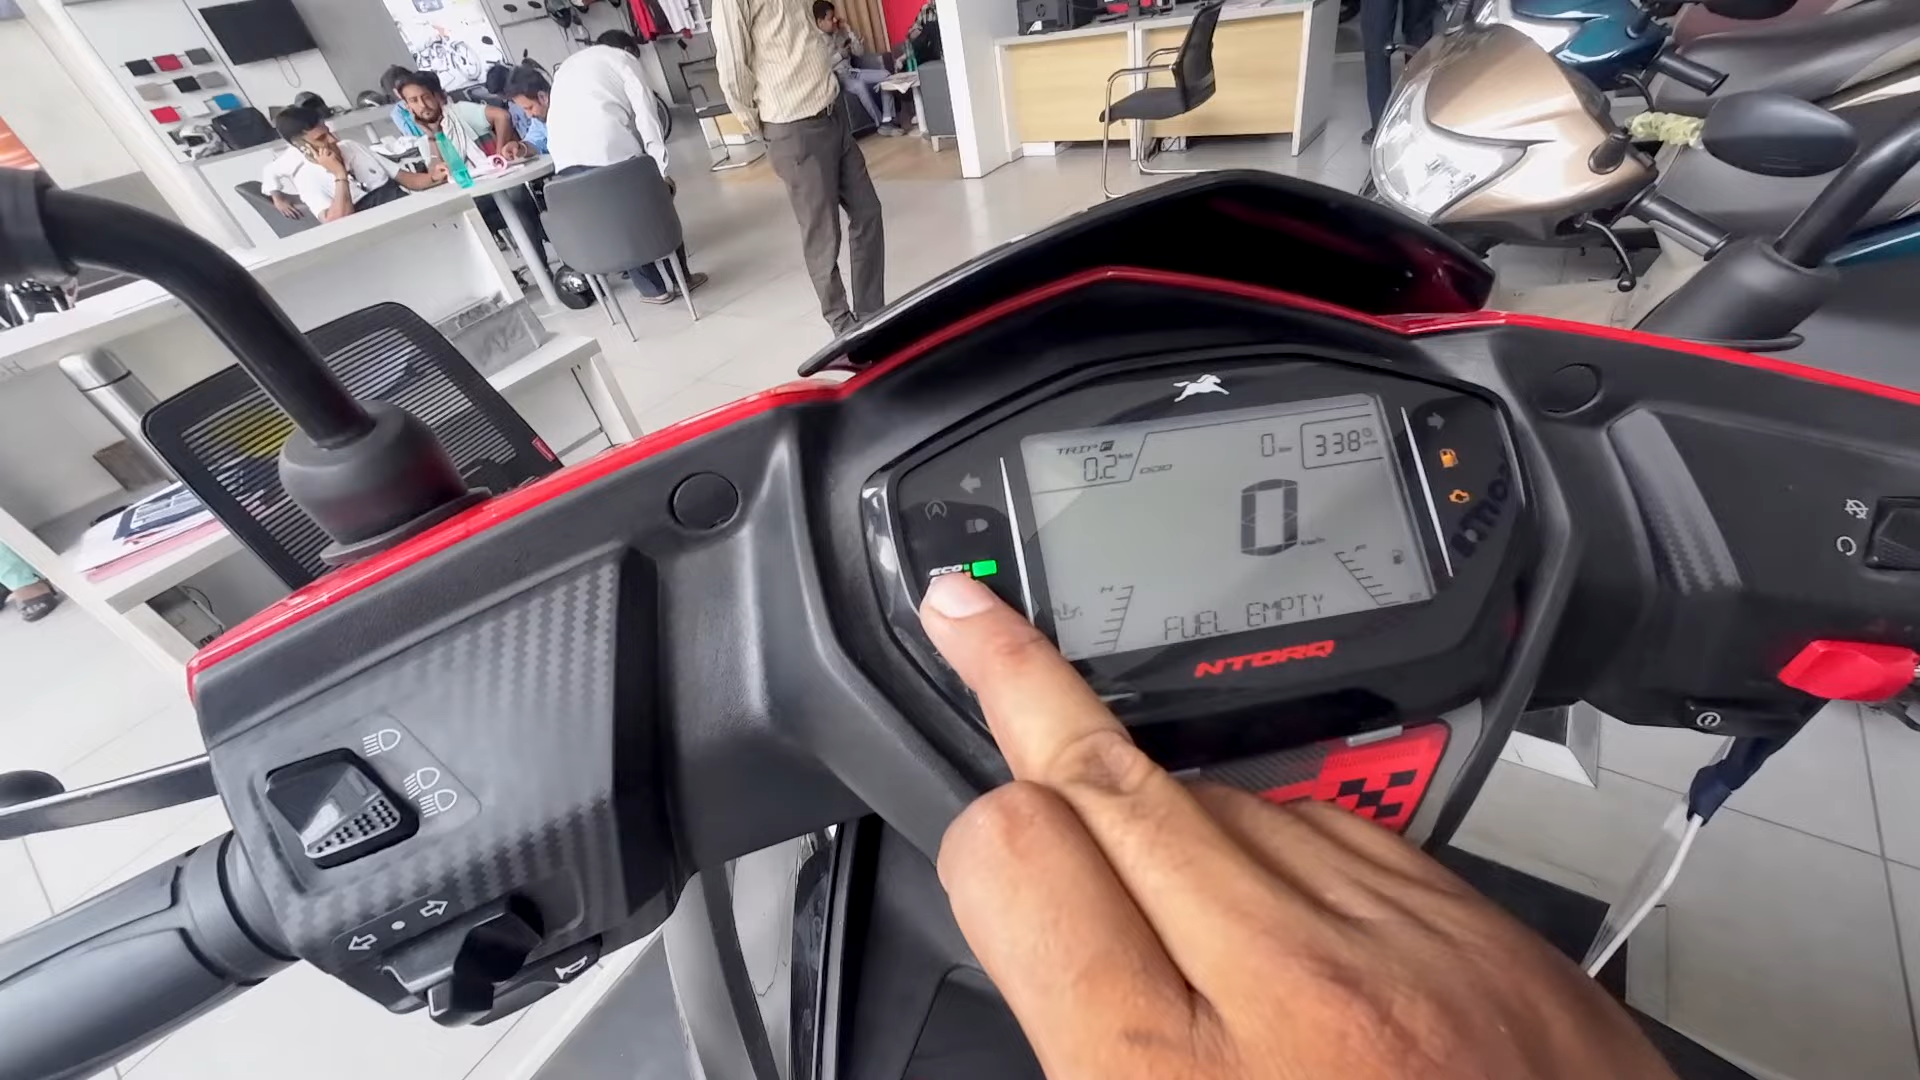 TRIP F
0.2 km
0
338
ECO
0
km/h
H
FUEL EMPTY
NTORQ